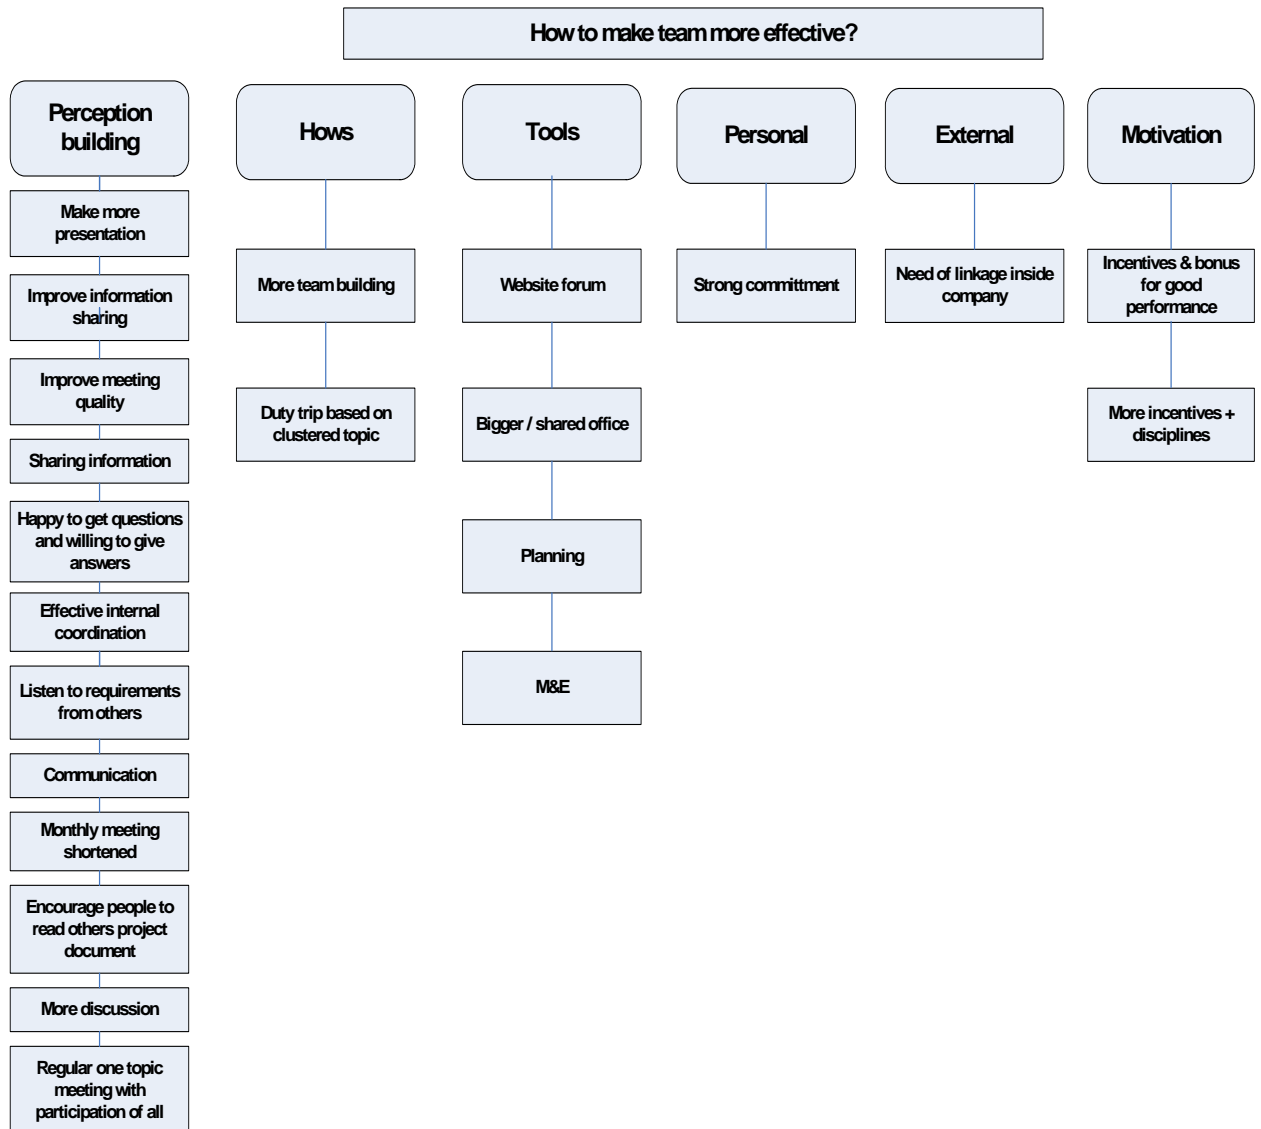 How to make team more effective?
Perception
building
Make more
presentation
Improve information
sharing
Improve meeting
quality
Sharing information
Happy to get questions
and willing to give
answers
Effective internal
coordination
Listen to requirements
from others
Communication
Monthly meeting
shortened
Encourage people to
read others project
document
More discussion
Regular one topic
meeting with
participation of all
Hows
More team building
Duty trip based on
clustered topic
Tools
Website forum
Bigger / shared office
Planning
M&E
Personal
Strong committment
External
Need of linkage inside
company
Motivation
Incentives & bonus
for good
performance
More incentives +
disciplines